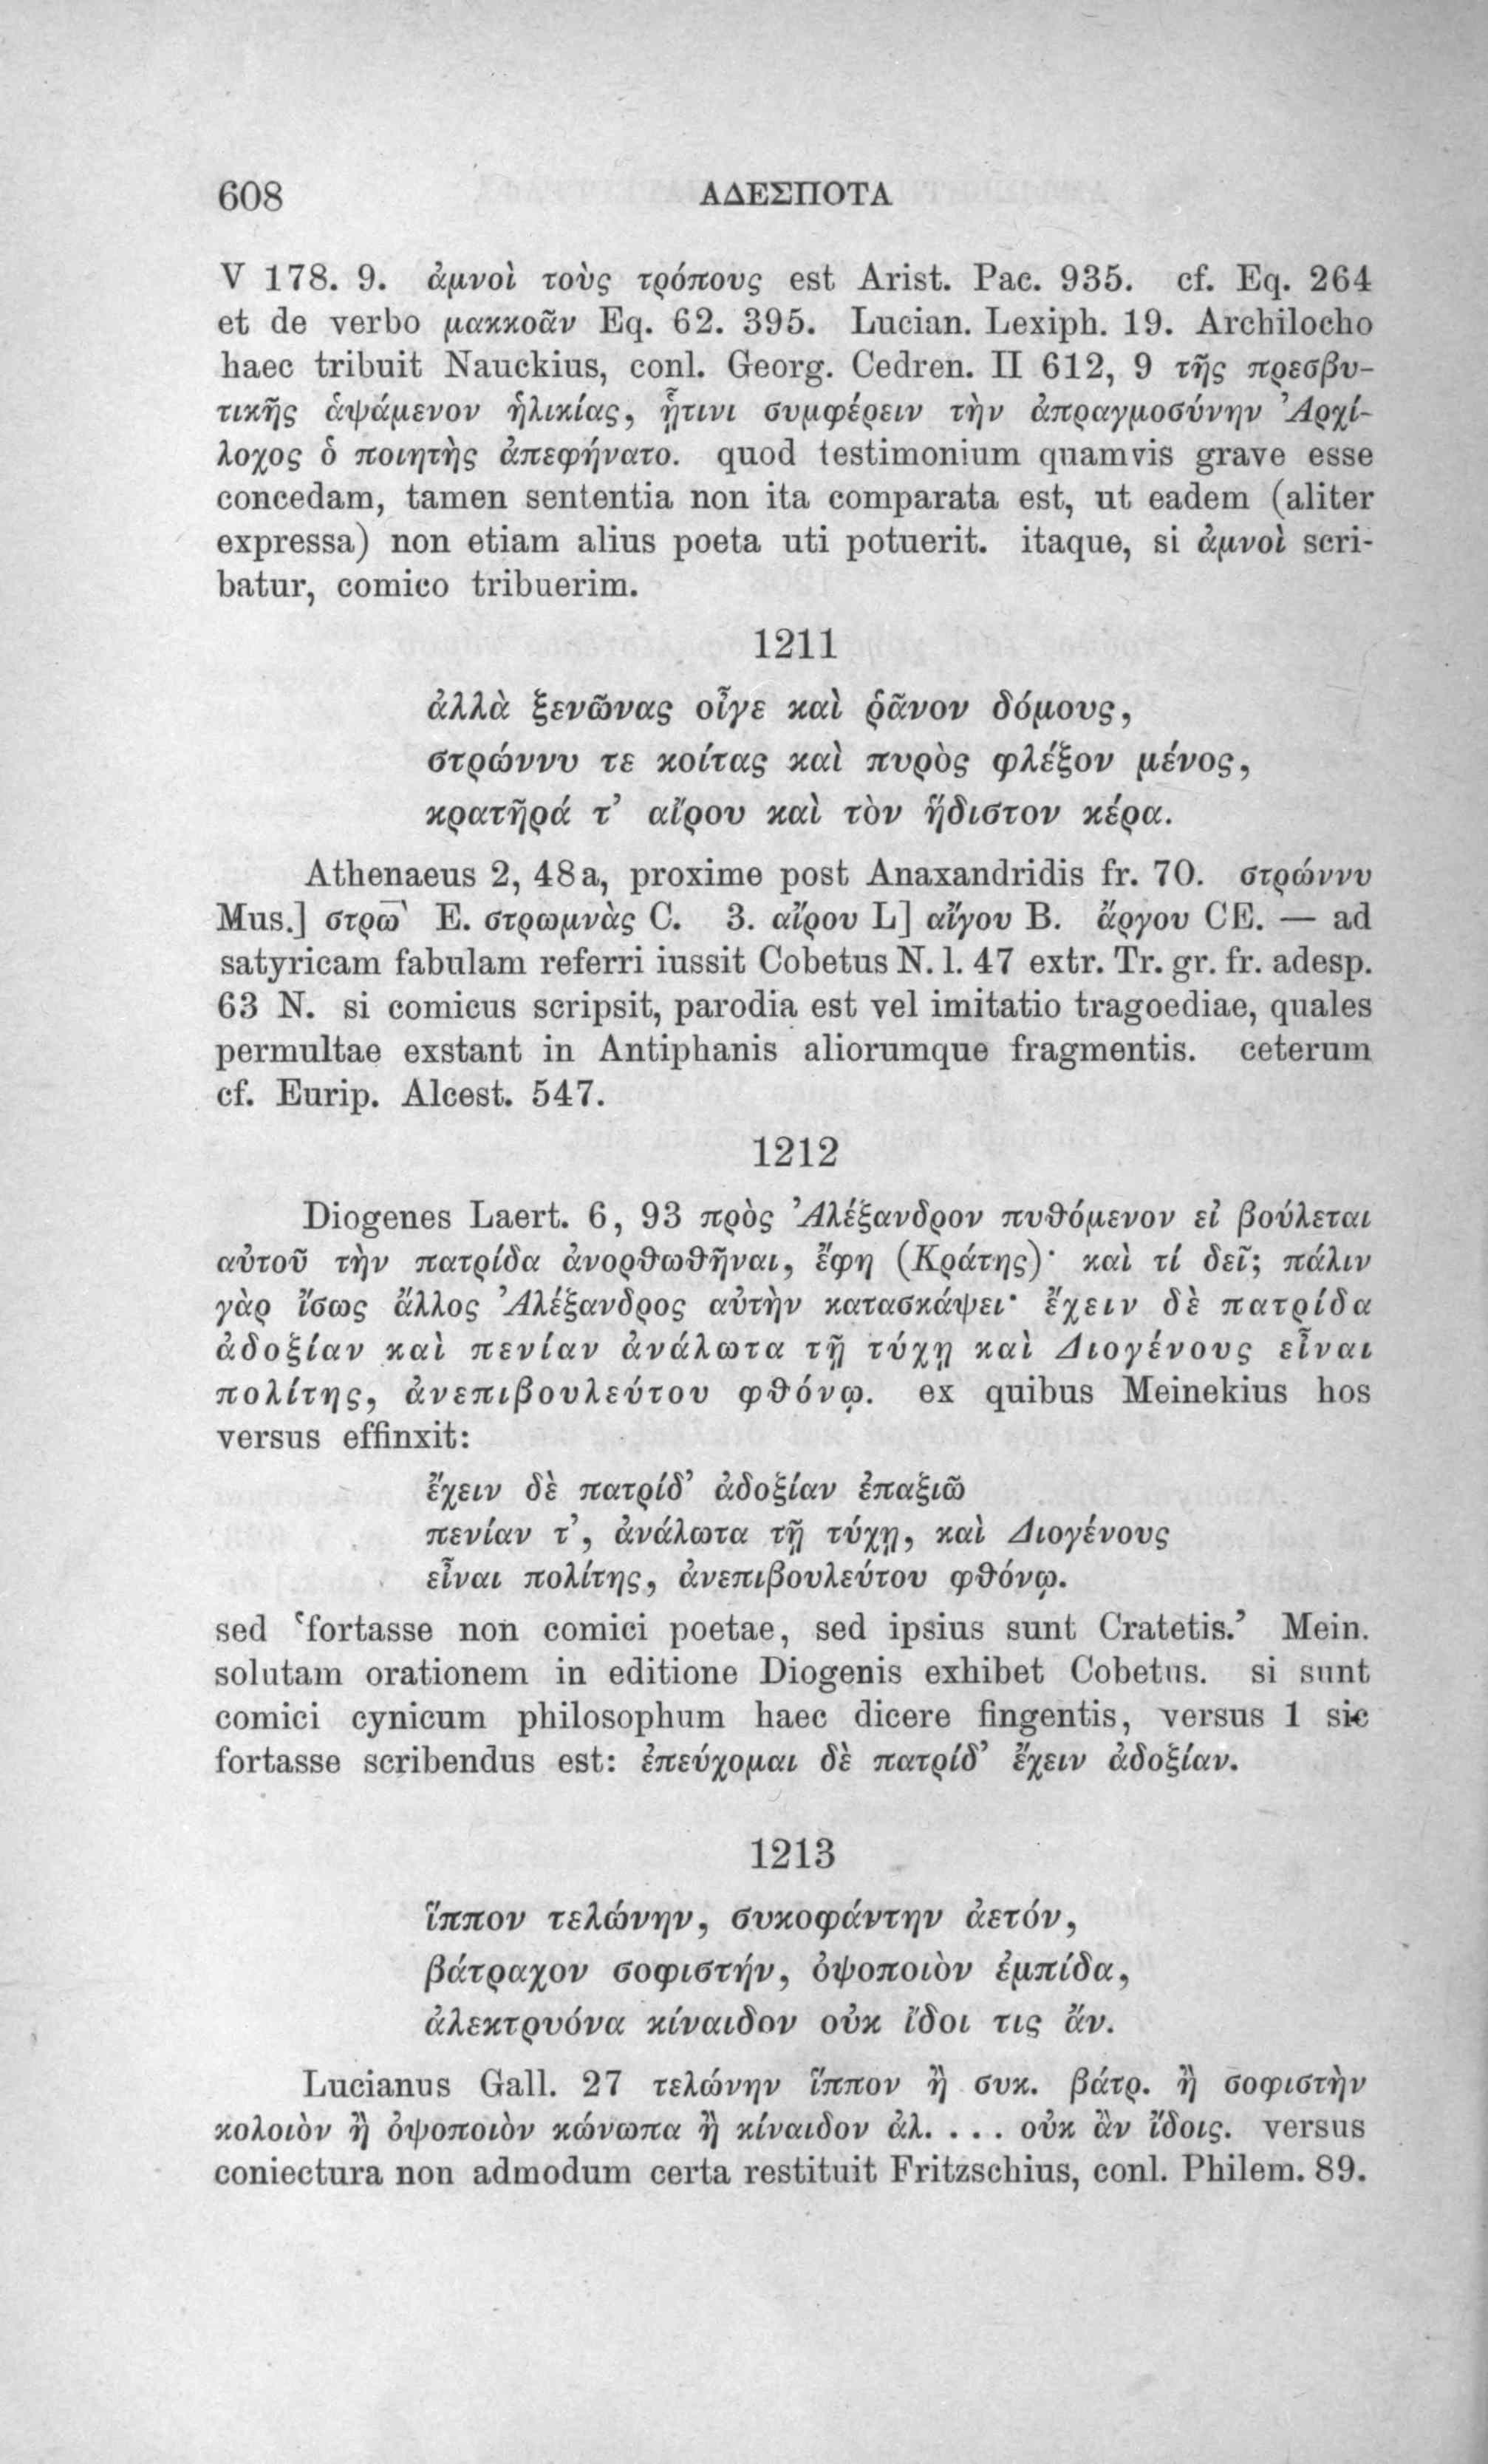 608 ΑΔΕΣΠΟΤΑ
V 178. 9. ἀμνοὶ τοὺς τρόπους est Arist. Pac. 935. cf. Eq. 264
et de verbo μακκοᾶν Eq. 62. 395. Lucian. Lexiph. 19. Archilocho
haec tribuit Nauckius, conl. Georg. Cedren. II 612, 9 τῆς πρεσβυ-
τικῆς ἁψάμενον ἡλικίας, ᾗτινι συμφέρειν τὴν ἀπραγμοσύνην Ἀρχί-
λοχος ὁ ποιητὴς ἀπεφήνατο. quod testimonium quamvis grave esse
concedam, tamen sententia non ita comparata est, ut eadem (aliter
expressa) non etiam alius poeta uti potuerit. itaque, si ἀμνοὶ scri-
batur, comico tribuerim.
1211
ἀλλὰ ξενῶνας οἶγε καὶ ῥᾶνον δόμους,
στρώννυ τε κοίτας καὶ πυρὸς φλέξον μένος,
κρατῆρά τ’ αἴρου καὶ τὸν ἥδιστον κέρα.
Athenaeus 2, 48a, proxime post Anaxandridis fr. 70. στρώννυ
Mus.] στρω̅̀ E. στρωμνὰς C. 3. αἴρου L] αἴγου B. ἄργου CE. — ad
satyricam fabulam referri iussit Cobetus N. l. 47 extr. Tr. gr. fr. adesp.
63 N. si comicus scripsit, parodia est vel imitatio tragoediae, quales
permultae exstant in Antiphanis aliorumque fragmentis. ceterum
cf. Eurip. Alcest. 547.
1212
Diogenes Laert. 6, 93 πρὸς Ἀλέξανδρον πυθόμενον εἰ βούλεται
αὐτοῦ τὴν πατρίδα ἀνορθωθῆναι, ἔφη (Κράτης)· καὶ τί δεῖ; πάλιν
γὰρ ἴσως ἄλλος Ἀλέξανδρος αὐτὴν κατασκάψει· ἔχειν δὲ πατρίδα
ἀδοξίαν καὶ πενίαν ἀνάλωτα τῇ τύχῃ καὶ Διογένους εἶναι
πολίτης, ἀνεπιβουλεύτου φθόνῳ. ex quibus Meinekius hos
versus effinxit:
ἔχειν δὲ πατρίδ’ ἀδοξίαν ἐπαξιῶ
πενίαν τ’, ἀνάλωτα τῇ τύχῃ, καὶ Διογένους
εἶναι πολίτης, ἀνεπιβουλεύτου φθόνῳ.
sed ‘fortasse non comici poetae, sed ipsius sunt Cratetis.’ Mein.
solutam orationem in editione Diogenis exhibet Cobetus. si sunt
comici cynicum philosophum haec dicere fingentis, versus 1 sic
fortasse scribendus est: ἐπεύχομαι δὲ πατρίδ’ ἔχειν ἀδοξίαν.
1213
ἵππον τελώνην, συκοφάντην ἀετόν,
βάτραχον σοφιστήν, ὀψοποιὸν ἐμπίδα,
ἀλεκτρυόνα κίναιδον οὐκ ἴδοι τις ἄν.
Lucianus Gall. 27 τελώνην ἵππον ἢ συκ. βάτρ. ἢ σοφιστὴν
κολοιὸν ἢ ὀψοποιὸν κώνωπα ἢ κίναιδον ἀλ. . . . οὐκ ἂν ἴδοις. versus
coniectura non admodum certa restituit Fritzschius, conl. Philem. 89.